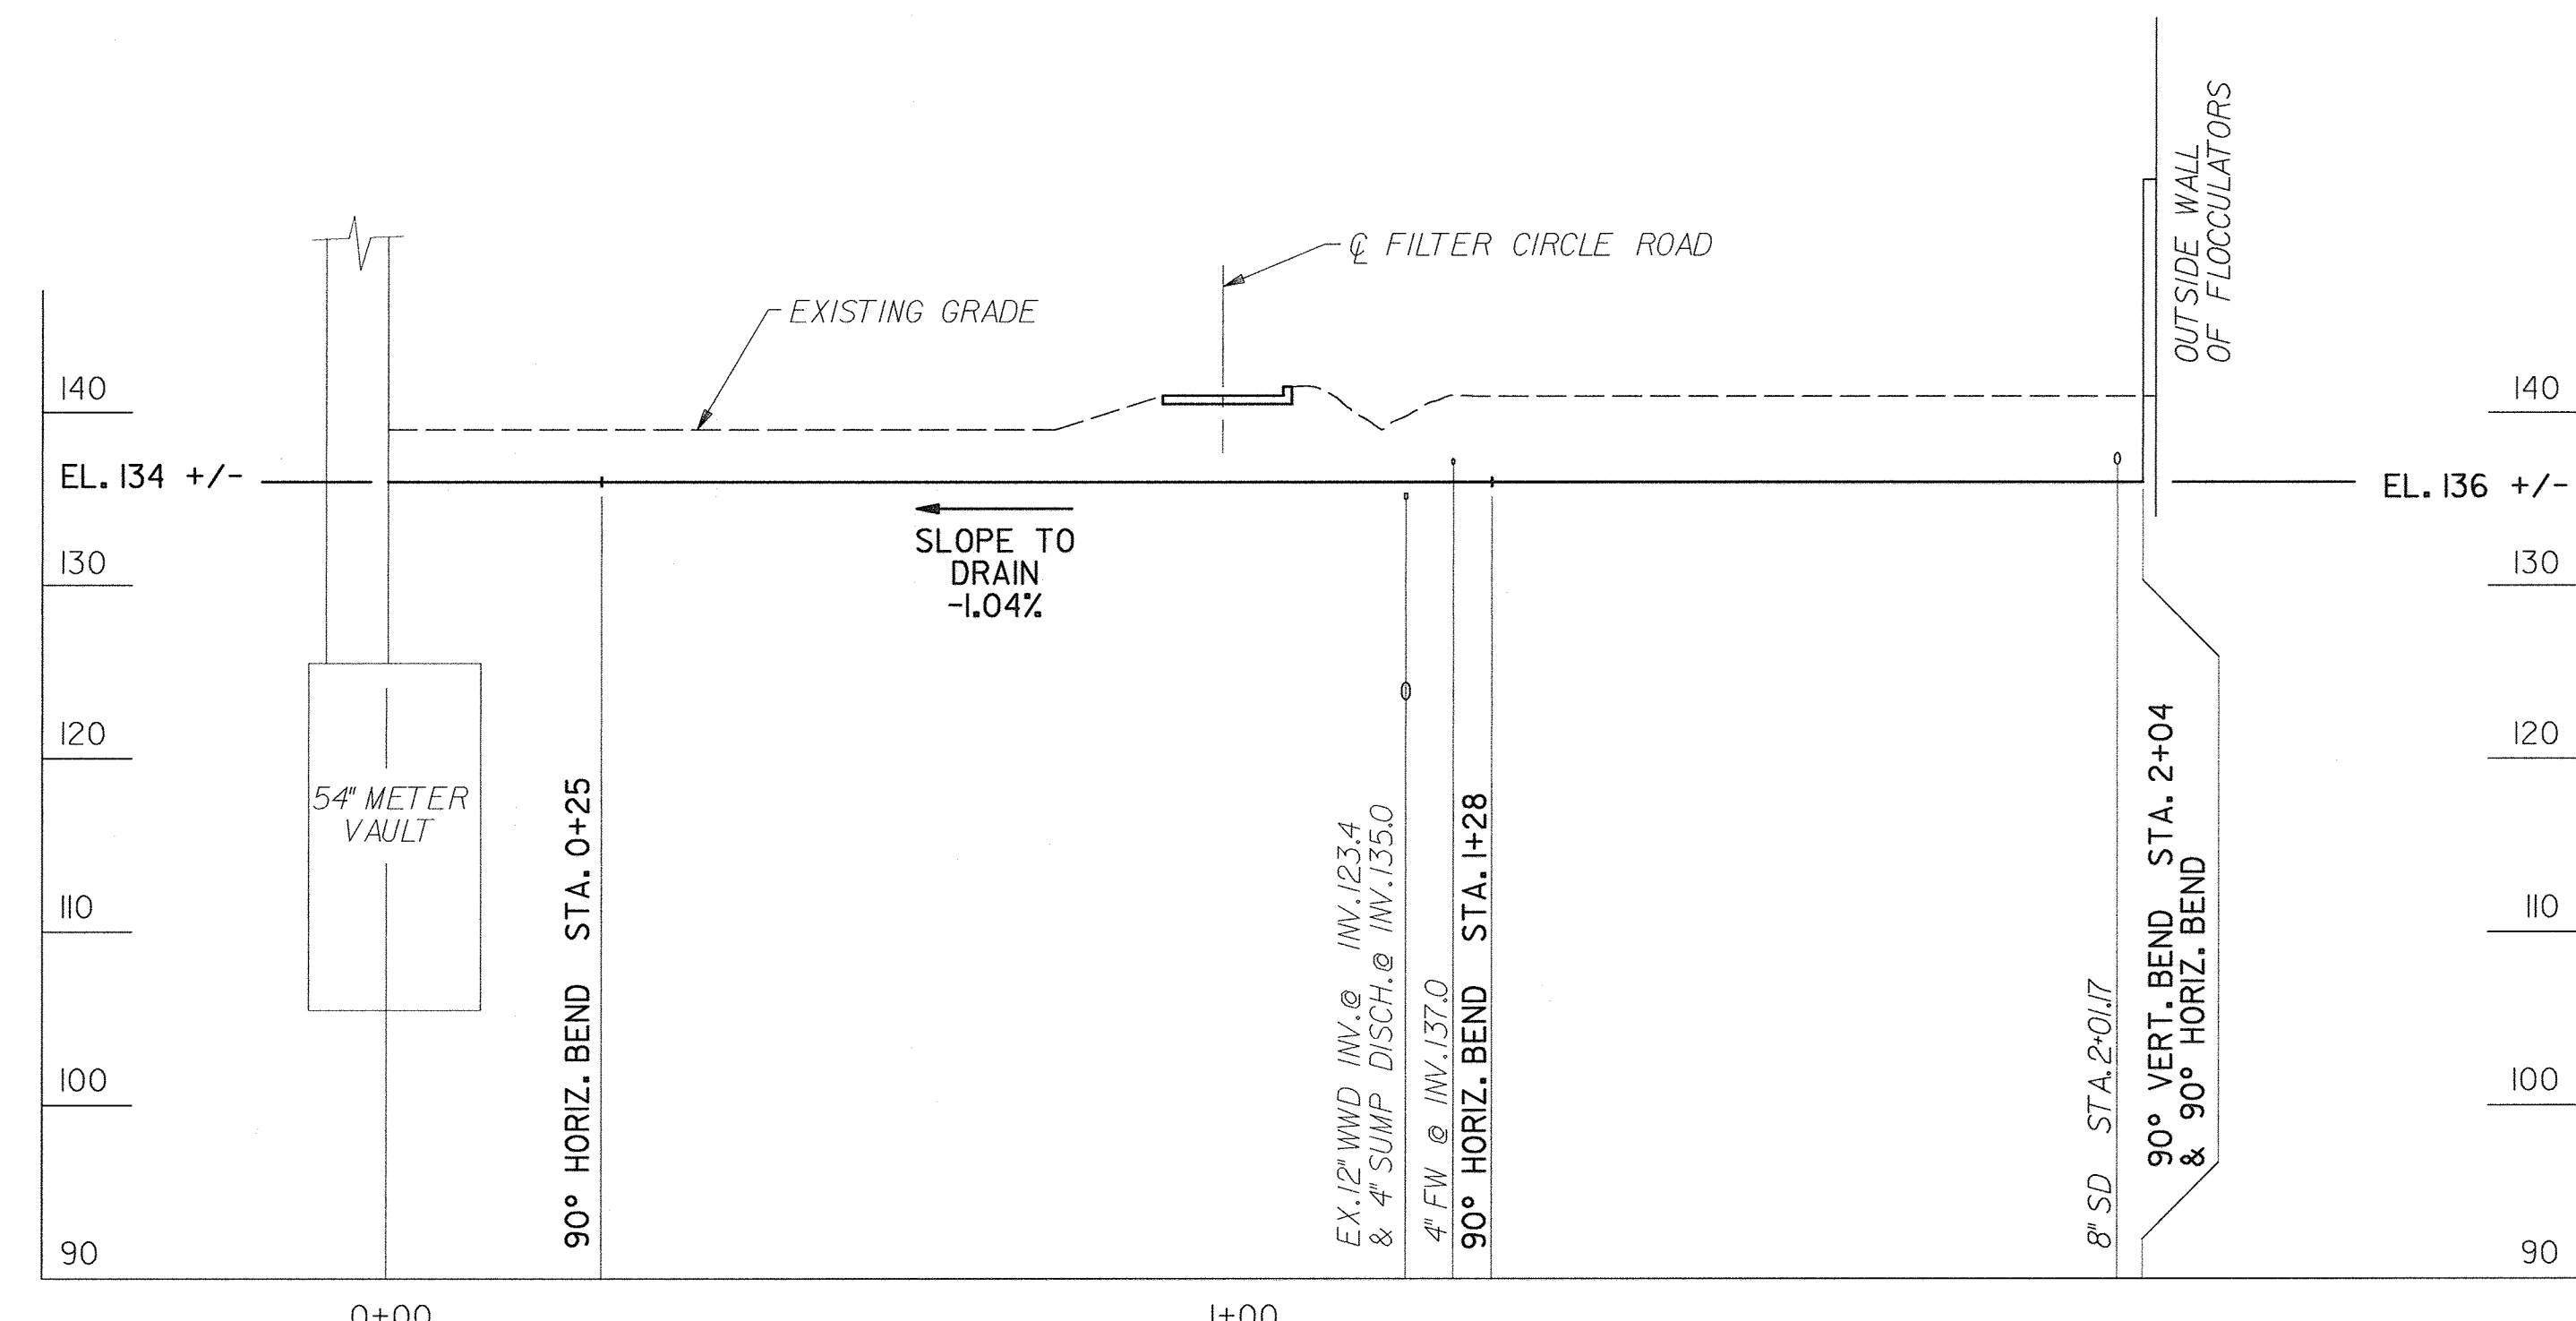 OUTSIDE WALL
OF FLOCCULATORS
℄ FILTER CIRCLE ROAD
EXISTING GRADE
140
140
EL. 134 +/-
EL. 136 +/-
SLOPE TO
DRAIN
-1.04%
130
130
120
120
54" METER
VAULT
110
110
100
100
90
90
90° HORIZ. BEND STA. 0+25
EX. 12" WWD INV. @ INV. 123.4
& 4" SUMP DISCH. @ INV. 135.0
4" FW @ INV. 137.0
90° HORIZ. BEND STA. 1+28
8" SD STA. 2+01.17
90° VERT. BEND STA. 2+04
& 90° HORIZ. BEND
0+00
1+00